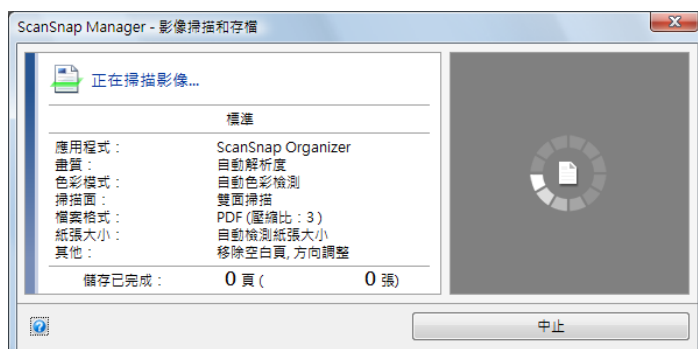 ScanSnap Manager - 影像掃描和存檔
正在掃描影像...
標準
應用程式： ScanSnap Organizer
畫質： 自動解析度
色彩模式： 自動色彩檢測
掃描面： 雙面掃描
檔案格式： PDF (壓縮比：3)
紙張大小： 自動檢測紙張大小
其他： 移除空白頁, 方向調整
儲存已完成： 0 頁 ( 0 張)
中止